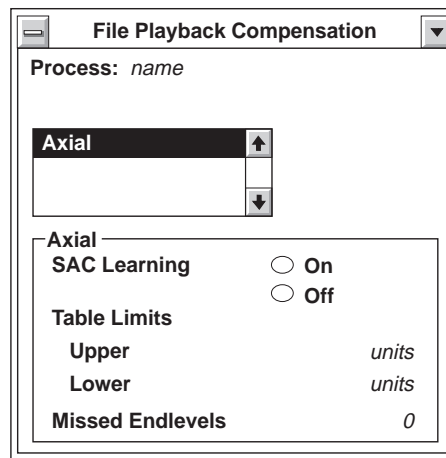 File Playback Compensation
Process: name
Axial
Axial
SAC Learning On
Off
Table Limits
Upper units
Lower units
Missed Endlevels 0